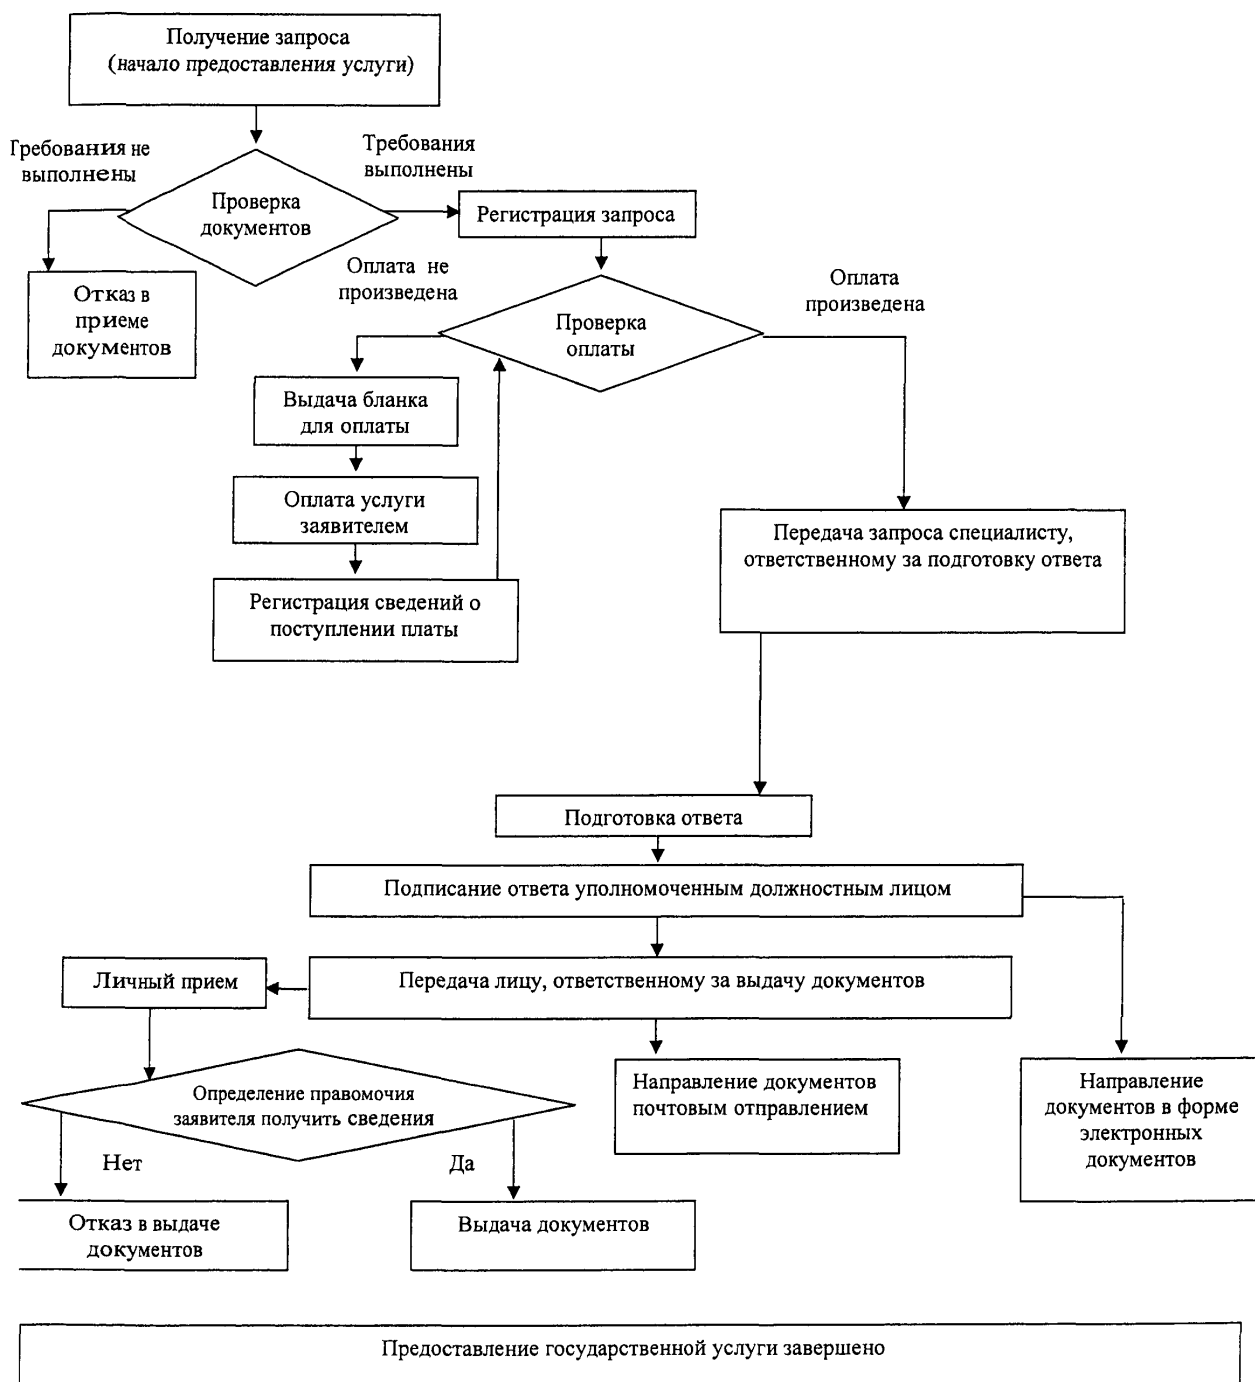 Получение запроса
(начало предоставления услуги)
Требования не
выполнены
Требования
выполнены
Проверка
документов
Регистрация запроса
Отказ в
приеме
документов
Оплата не
произведена
Оплата
произведена
Проверка
оплаты
Выдача бланка
для оплаты
Оплата услуги
заявителем
Регистрация сведений о
поступлении платы
Передача запроса специалисту,
ответственному за подготовку ответа
Подготовка ответа
Подписание ответа уполномоченным должностным лицом
Личный прием
Передача лицу, ответственному за выдачу документов
Определение правомочия
заявителя получить сведения
Направление документов
почтовым отправлением
Направление
документов в форме
электронных
документов
Нет
Да
Отказ в выдаче
документов
Выдача документов
Предоставление государственной услуги завершено